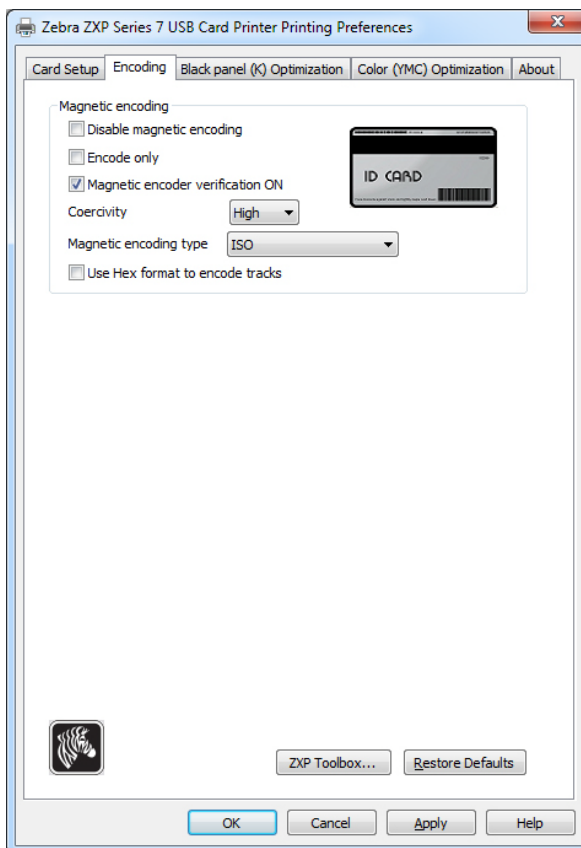 Zebra ZXP Series 7 USB Card Printer Printing Preferences
Card Setup Encoding Black panel (K) Optimization Color (YMC) Optimization About
Magnetic encoding
Disable magnetic encoding
Encode only
Magnetic encoder verification ON
ID CARD
Coercivity High
Magnetic encoding type ISO
Use Hex format to encode tracks
ZXP Toolbox... Restore Defaults
OK Cancel Apply Help